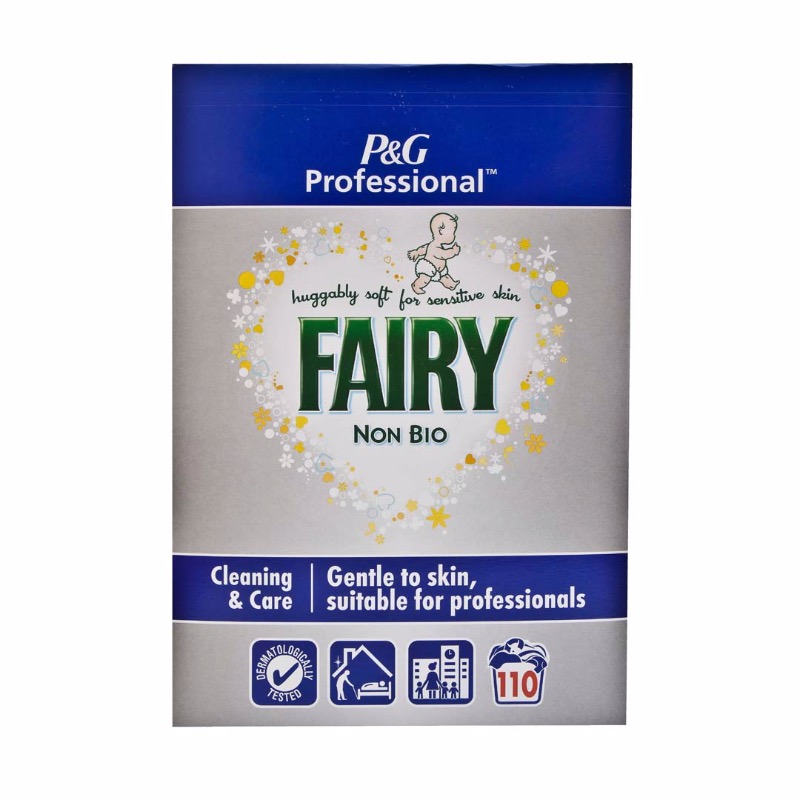 P&G
Professional™
huggably soft for sensitive skin
FAIRY
NON BIO
Cleaning
& Care
Gentle to skin,
suitable for professionals
DERMATOLOGICALLY
TESTED
110